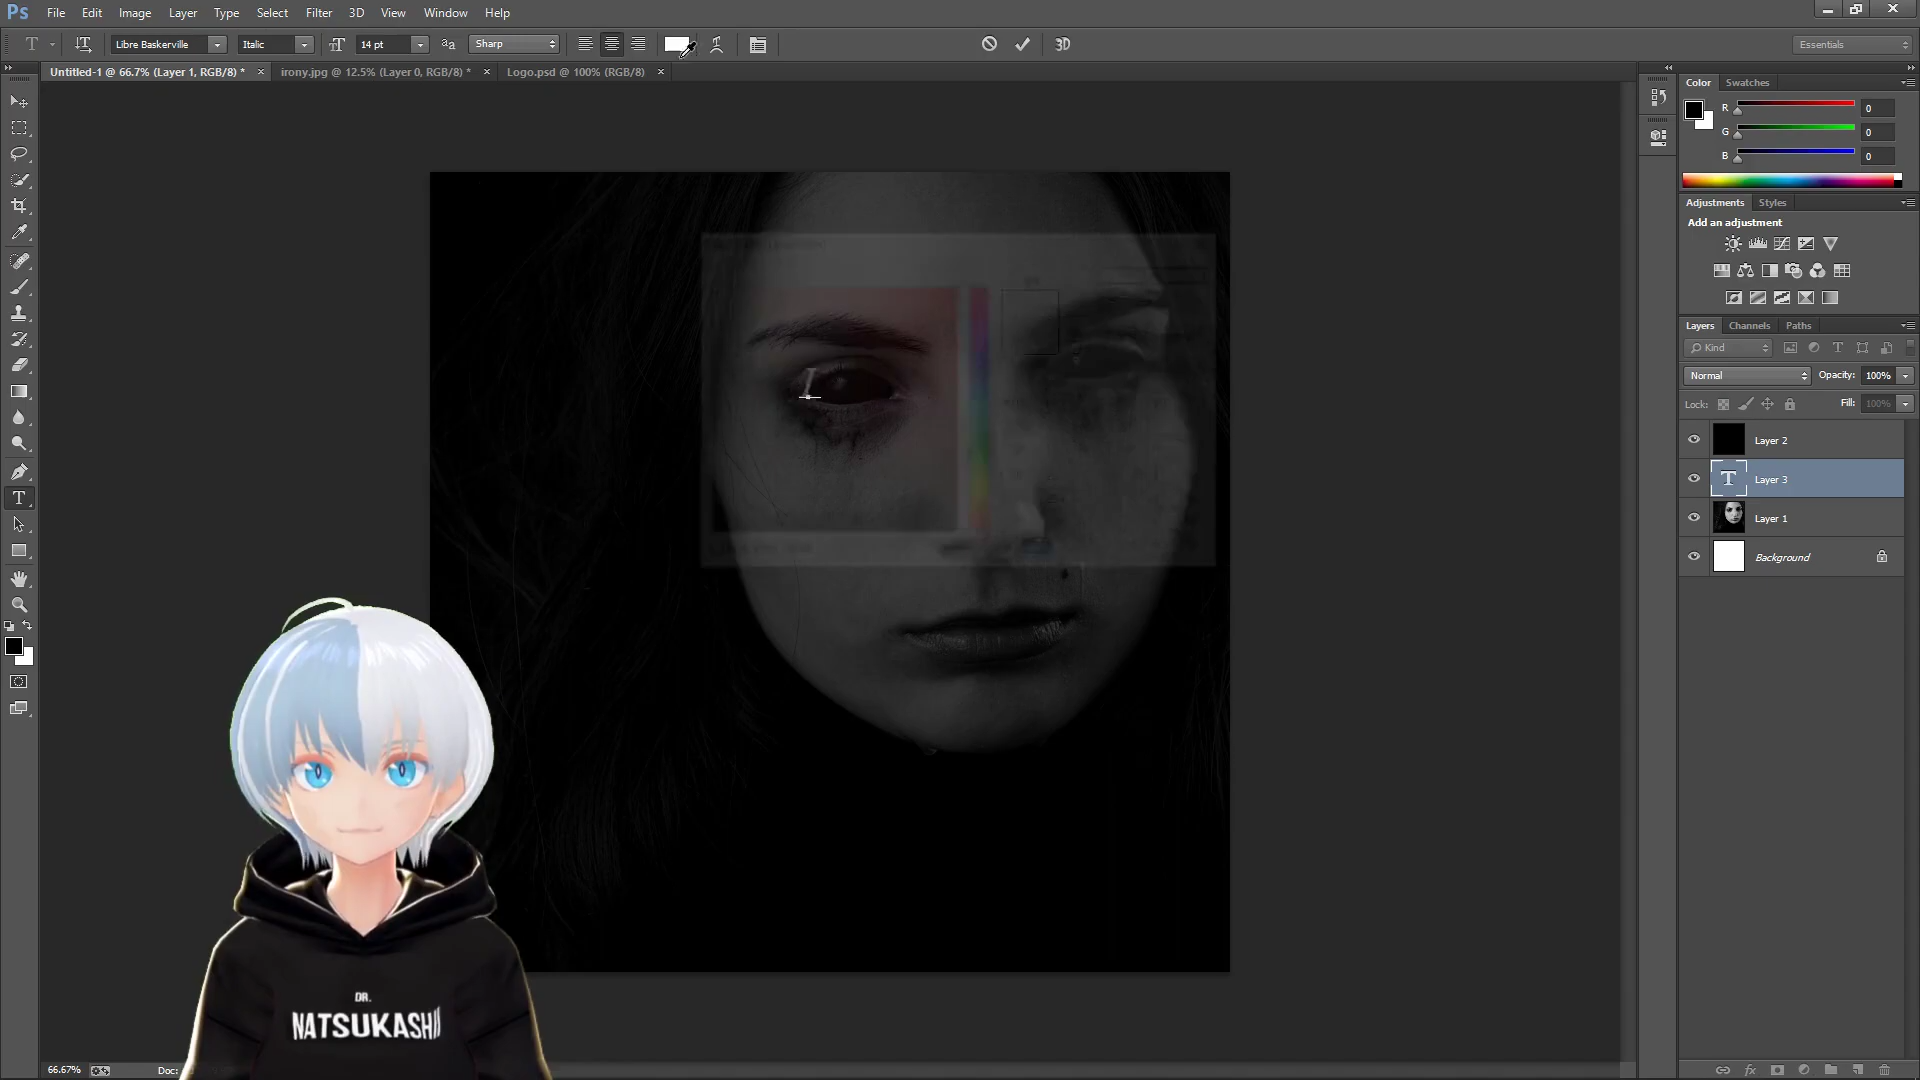 Ps File Edit Image Layer Type Select Filter 3D View Window Help
Libre Baskerville Italic 14 pt Sharp 3D Essentials
Untitled-1 @ 66.7% (Layer 1, RGB/8) * irony.jpg @ 12.5% (Layer 0, RGB/8) * Logo.psd @ 100% (RGB/8)
Color Swatches
R 0
G 0
B 0
Adjustments Styles
Add an adjustment
Layers Channels Paths
Kind
Normal Opacity: 100%
Lock: Fill: 100%
Layer 2
Layer 3
Layer 1
Background
DR.
NATSUKASHII
66.67% Doc: